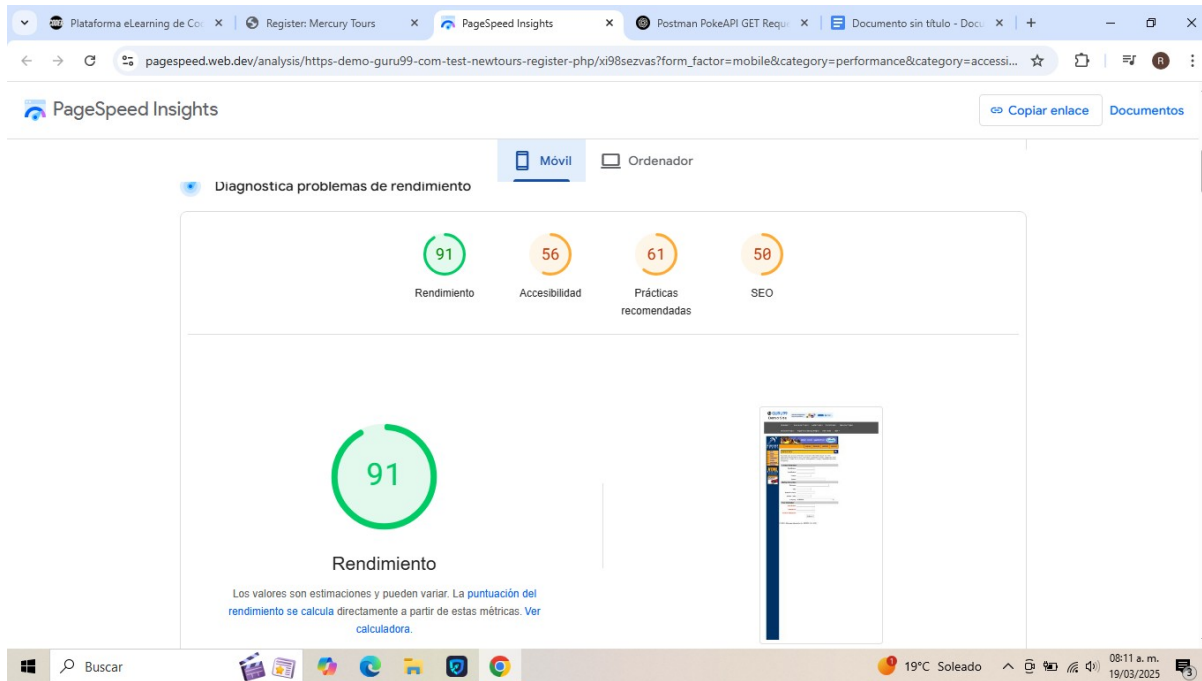 Plataforma eLearning de Co
Register: Mercury Tours
PageSpeed Insights
Postman PokeAPI GET Reque
Documento sin título - Docu
pagespeed.web.dev/analysis/https-demo-guru99-com-test-newtours-register-php/xi98sezvas?form_factor=mobile&category=performance&category=accessi...
R
PageSpeed Insights
Copiar enlace
Documentos
Móvil
Ordenador
Diagnostica problemas de rendimiento
91
56
61
50
Rendimiento
Accesibilidad
Prácticas
recomendadas
SEO
91
Rendimiento
Los valores son estimaciones y pueden variar. La puntuación del
rendimiento se calcula directamente a partir de estas métricas. Ver
calculadora.
Buscar
19°C Soleado
08:11 a. m.
19/03/2025
3